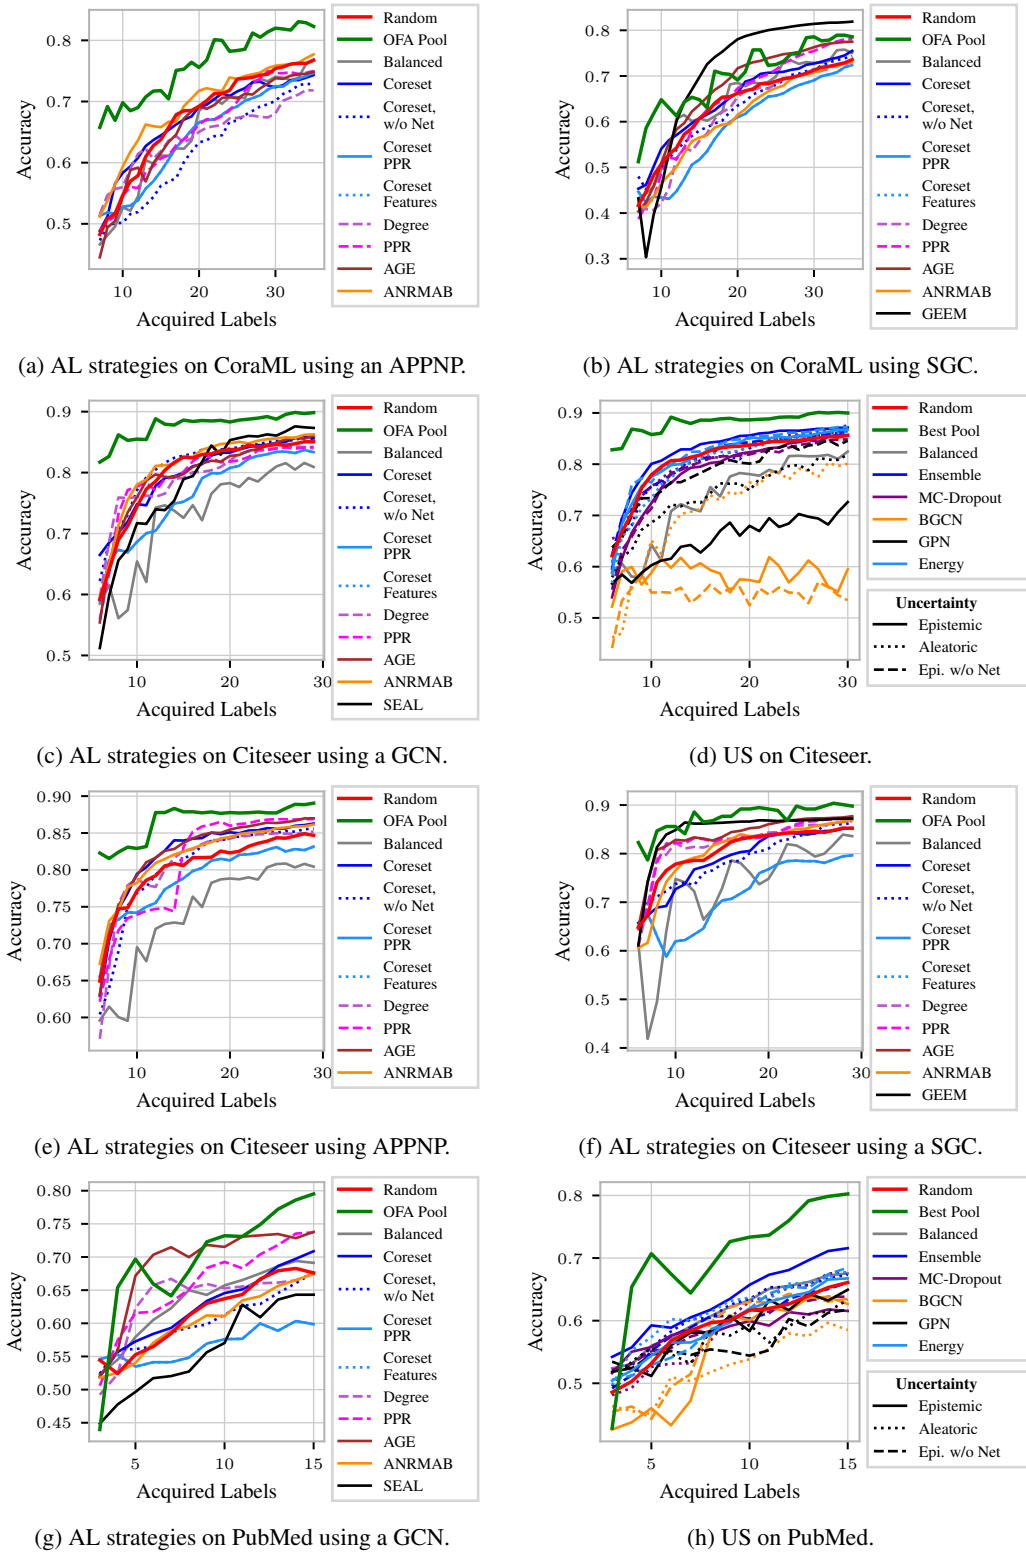 0.8
0.7
0.6
0.5
Accuracy
10
20
30
Acquired Labels
Random
OFA Pool
Balanced
Coreset
Coreset,
w/o Net
Coreset
PPR
Coreset
Features
Degree
PPR
AGE
ANRMAB
(a) AL strategies on CoraML using an APPNP.
0.8
0.7
0.6
0.5
0.4
0.3
Accuracy
10
20
30
Acquired Labels
Random
OFA Pool
Balanced
Coreset
Coreset,
w/o Net
Coreset
PPR
Coreset
Features
Degree
PPR
AGE
ANRMAB
GEEM
(b) AL strategies on CoraML using SGC.
0.9
0.8
0.7
0.6
0.5
Accuracy
10
20
30
Acquired Labels
Random
OFA Pool
Balanced
Coreset
Coreset,
w/o Net
Coreset
PPR
Coreset
Features
Degree
PPR
AGE
ANRMAB
SEAL
(c) AL strategies on Citeseer using a GCN.
0.9
0.8
0.7
0.6
0.5
Accuracy
10
20
30
Acquired Labels
Random
Best Pool
Balanced
Ensemble
MC-Dropout
BGCN
GPN
Energy
Uncertainty
Epistemic
Aleatoric
Epi. w/o Net
(d) US on Citeseer.
0.90
0.85
0.80
0.75
0.70
0.65
0.60
Accuracy
10
20
30
Acquired Labels
Random
OFA Pool
Balanced
Coreset
Coreset,
w/o Net
Coreset
PPR
Coreset
Features
Degree
PPR
AGE
ANRMAB
(e) AL strategies on Citeseer using APPNP.
0.9
0.8
0.7
0.6
0.5
0.4
Accuracy
10
20
30
Acquired Labels
Random
OFA Pool
Balanced
Coreset
Coreset,
w/o Net
Coreset
PPR
Coreset
Features
Degree
PPR
AGE
ANRMAB
GEEM
(f) AL strategies on Citeseer using a SGC.
0.80
0.75
0.70
0.65
0.60
0.55
0.50
0.45
Accuracy
5
10
15
Acquired Labels
Random
OFA Pool
Balanced
Coreset
Coreset,
w/o Net
Coreset
PPR
Coreset
Features
Degree
PPR
AGE
ANRMAB
SEAL
(g) AL strategies on PubMed using a GCN.
0.8
0.7
0.6
0.5
Accuracy
5
10
15
Acquired Labels
Random
Best Pool
Balanced
Ensemble
MC-Dropout
BGCN
GPN
Energy
Uncertainty
Epistemic
Aleatoric
Epi. w/o Net
(h) US on PubMed.